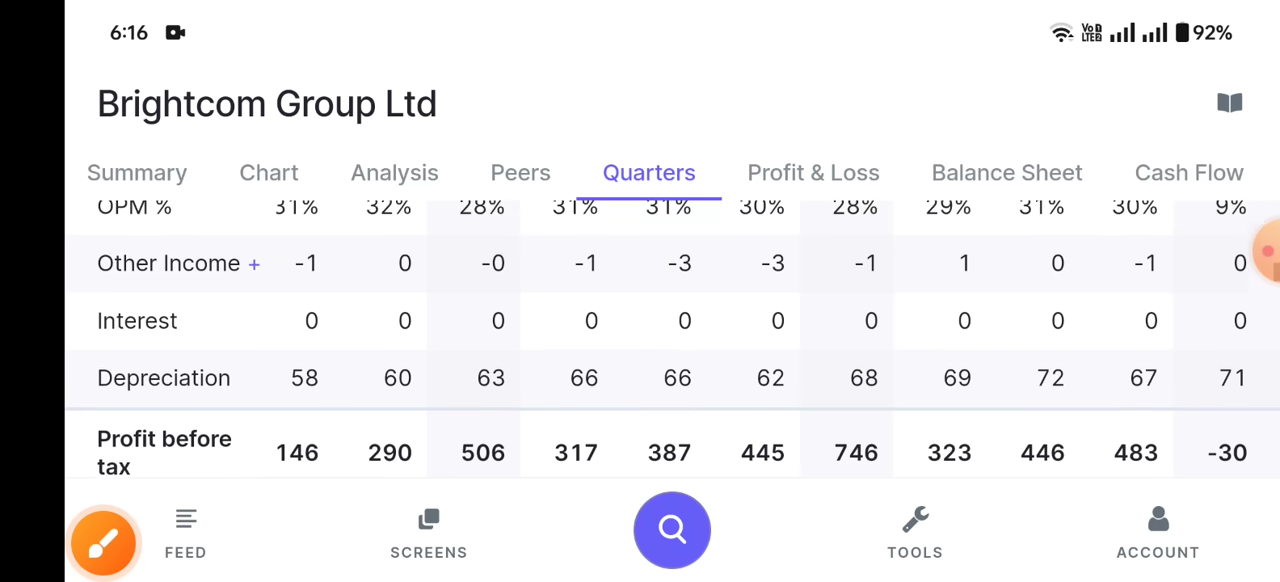 6:16 Vo) LTE 92%
Brightcom Group Ltd
Summary Chart Analysis Peers Quarters Profit & Loss Balance Sheet Cash Flow
OPM % 31% 32% 28% 31% 31% 30% 28% 29% 31% 30% 9%
Other Income + -1 0 -0 -1 -3 -3 -1 1 0 -1 0
Interest 0 0 0 0 0 0 0 0 0 0 0
Depreciation 58 60 63 66 66 62 68 69 72 67 71
Profit before
tax 146 290 506 317 387 445 746 323 446 483 -30
FEED SCREENS TOOLS ACCOUNT